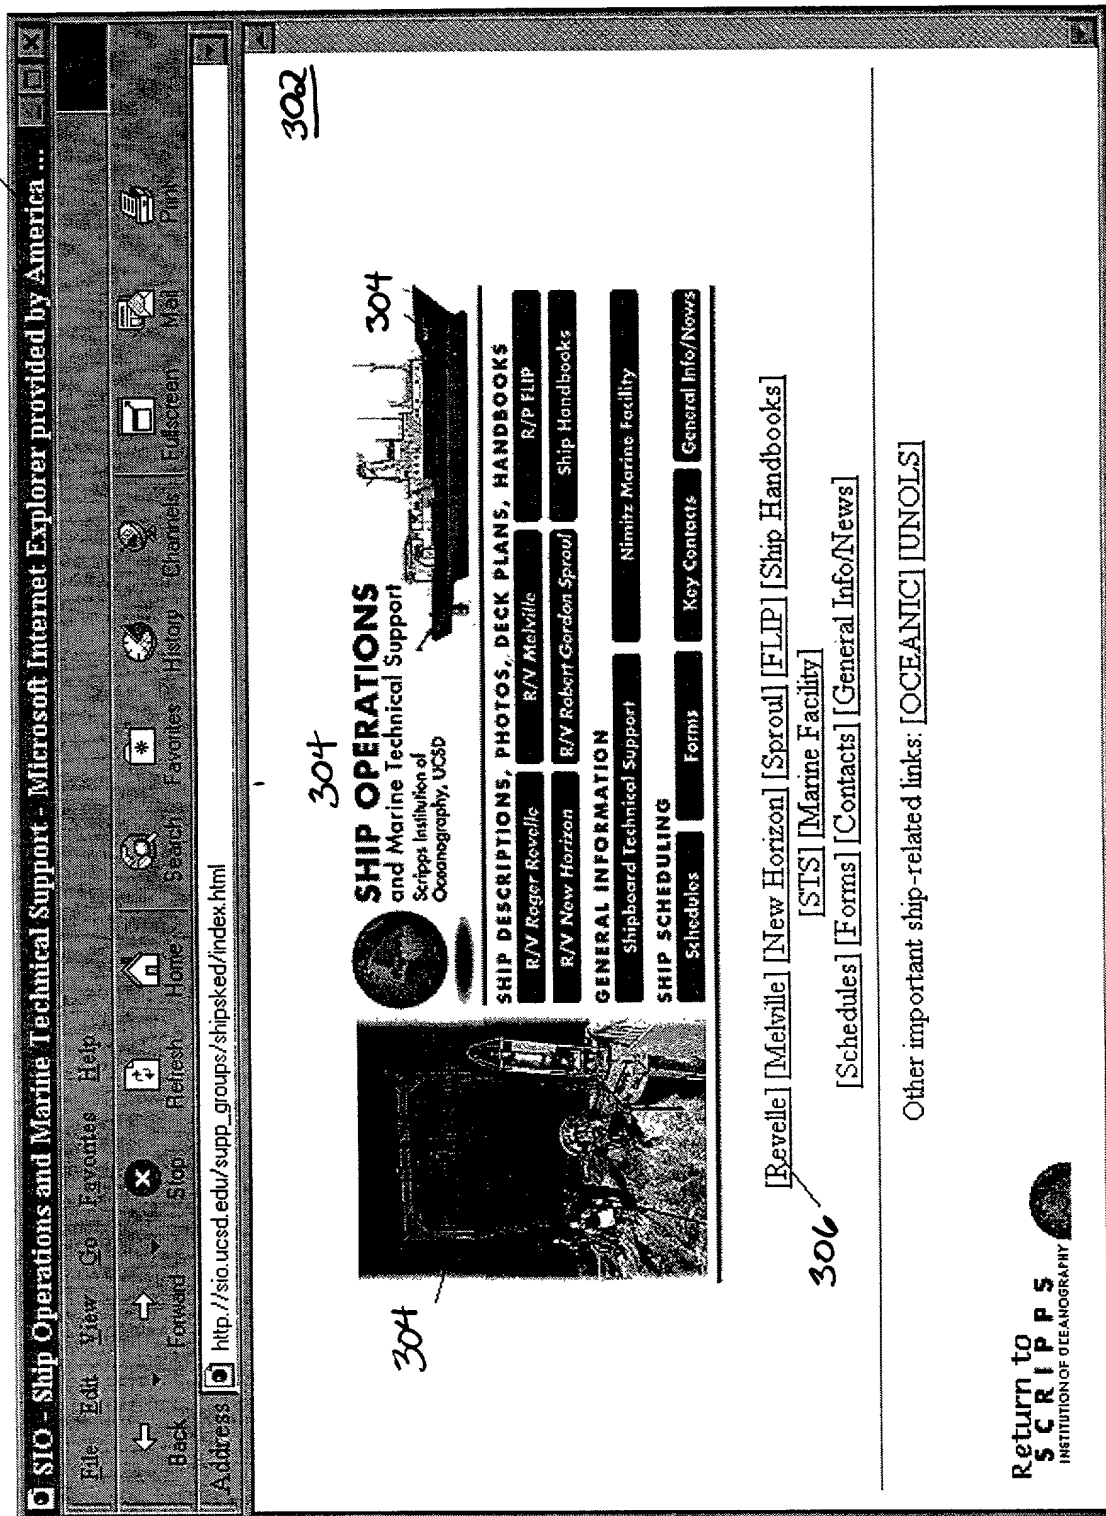 SIO - Ship Operations and Marine Technical Support - Microsoft Internet Explorer provided by America ...
File Edit View Go Favorites Help
Back Forward Stop Refresh Home Search Favorites History Channels Fullscreen Mail Print
Address http://sio.ucsd.edu/supp_groups/shipsked/index.html
302
304
304
304
SHIP OPERATIONS
and Marine Technical Support
Scripps Institution of
Oceanography, UCSD
SHIP DESCRIPTIONS, PHOTOS, DECK PLANS, HANDBOOKS
R/V Roger Revelle R/V Melville R/P FLIP
R/V New Horizon R/V Robert Gordon Sproul Ship Handbooks
GENERAL INFORMATION
Shipboard Technical Support Nimitz Marine Facility
SHIP SCHEDULING
Schedules Forms Key Contacts General Info/News
[Revelle] [Melville] [New Horizon] [Sproul] [FLIP] [Ship Handbooks]
[STS] [Marine Facility]
[Schedules] [Forms] [Contacts] [General Info/News]
306
Other important ship-related links: [OCEANIC] [UNOLS]
Return to
SCRIPPS
INSTITUTION OF OCEANOGRAPHY